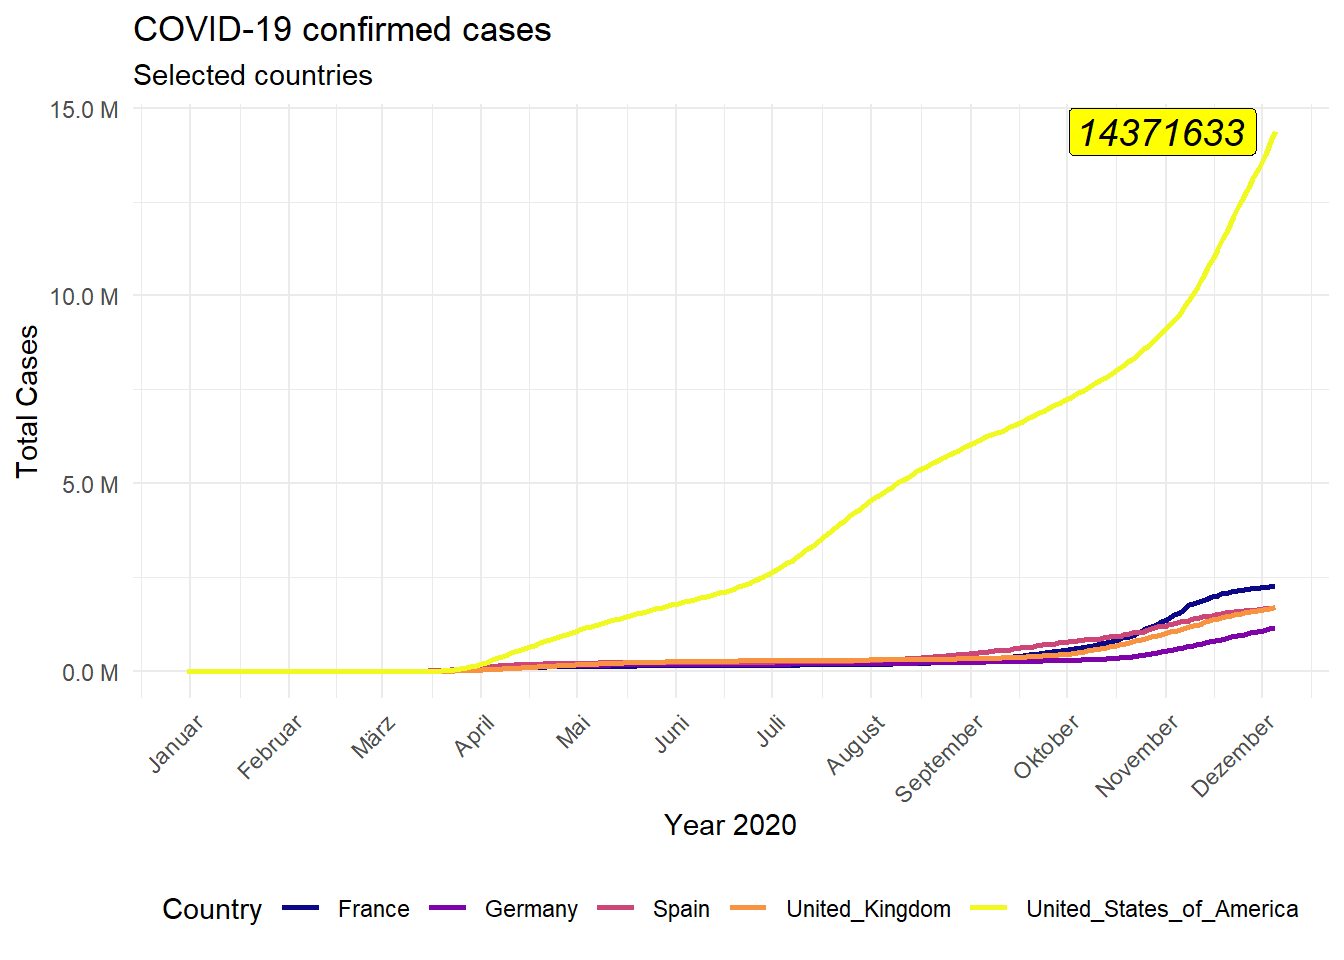 COVID-19 confirmed cases
Selected countries
15.0 M
14371633
10.0 M
Total Cases
5.0 M
0.0 M
Januar Februar März April Mai Juni Juli August September Oktober November Dezember
Year 2020
Country France Germany Spain United_Kingdom United_States_of_America